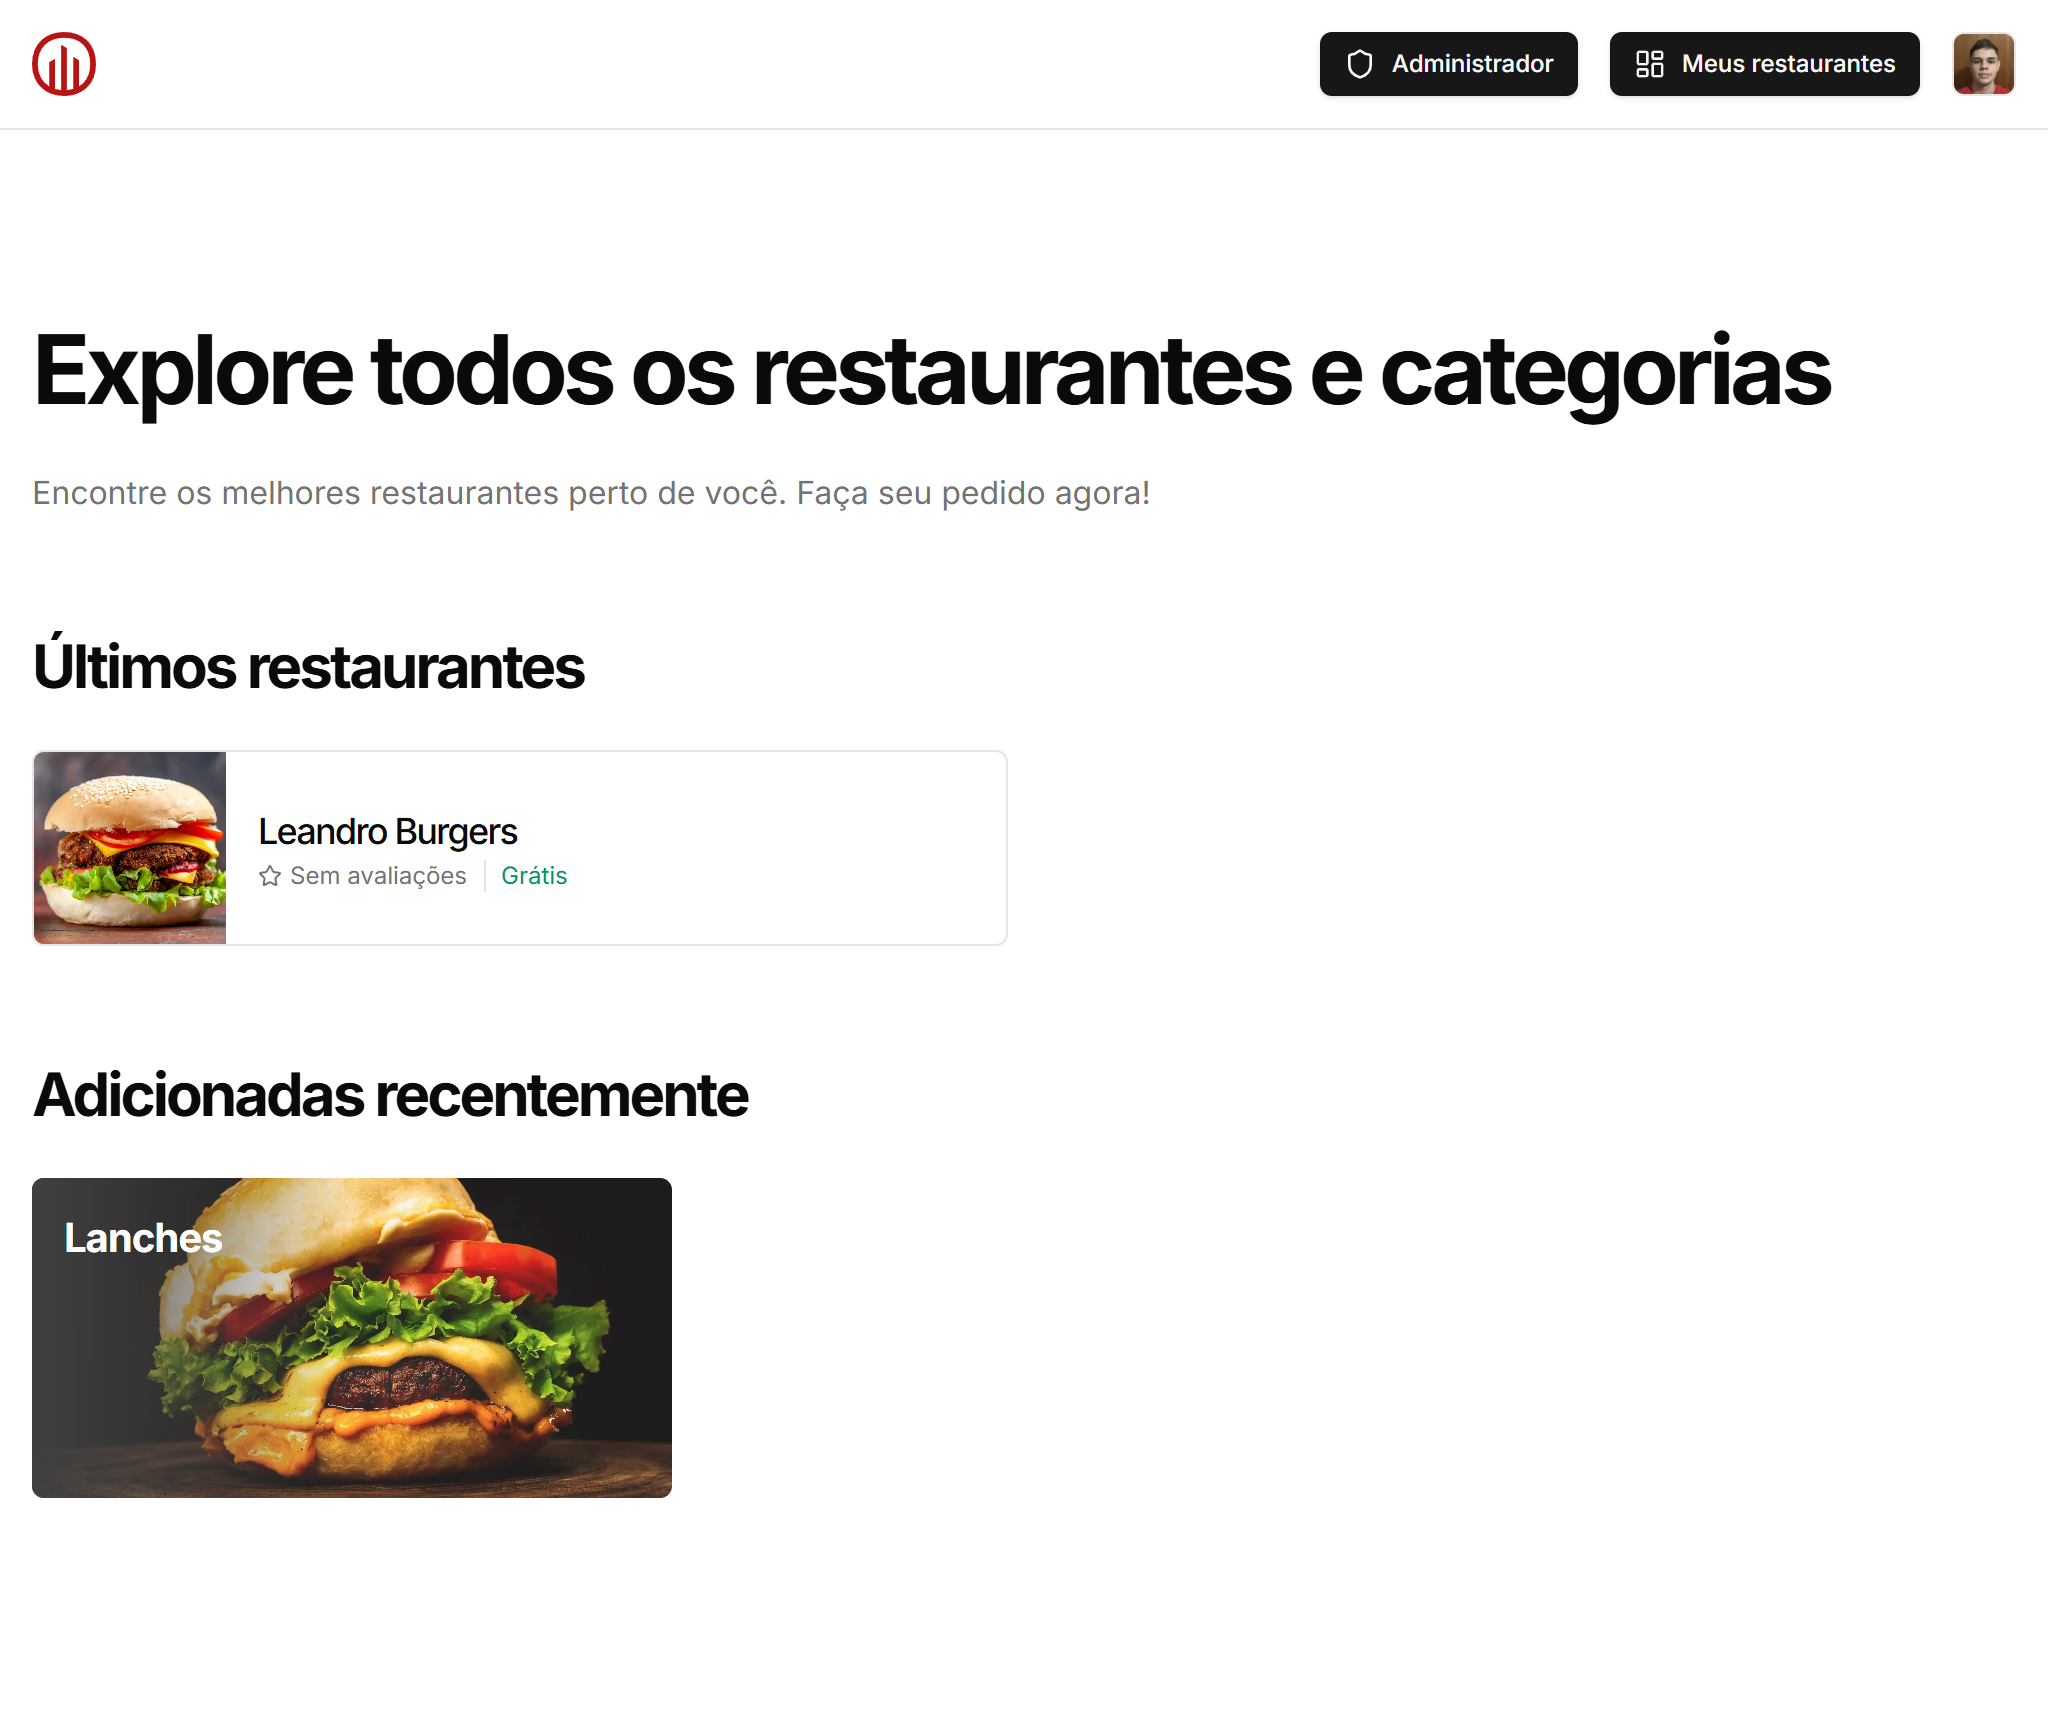 Administrador
Meus restaurantes
Explore todos os restaurantes e categorias
Encontre os melhores restaurantes perto de você. Faça seu pedido agora!
Últimos restaurantes
Leandro Burgers
Sem avaliações
Grátis
Adicionadas recentemente
Lanches